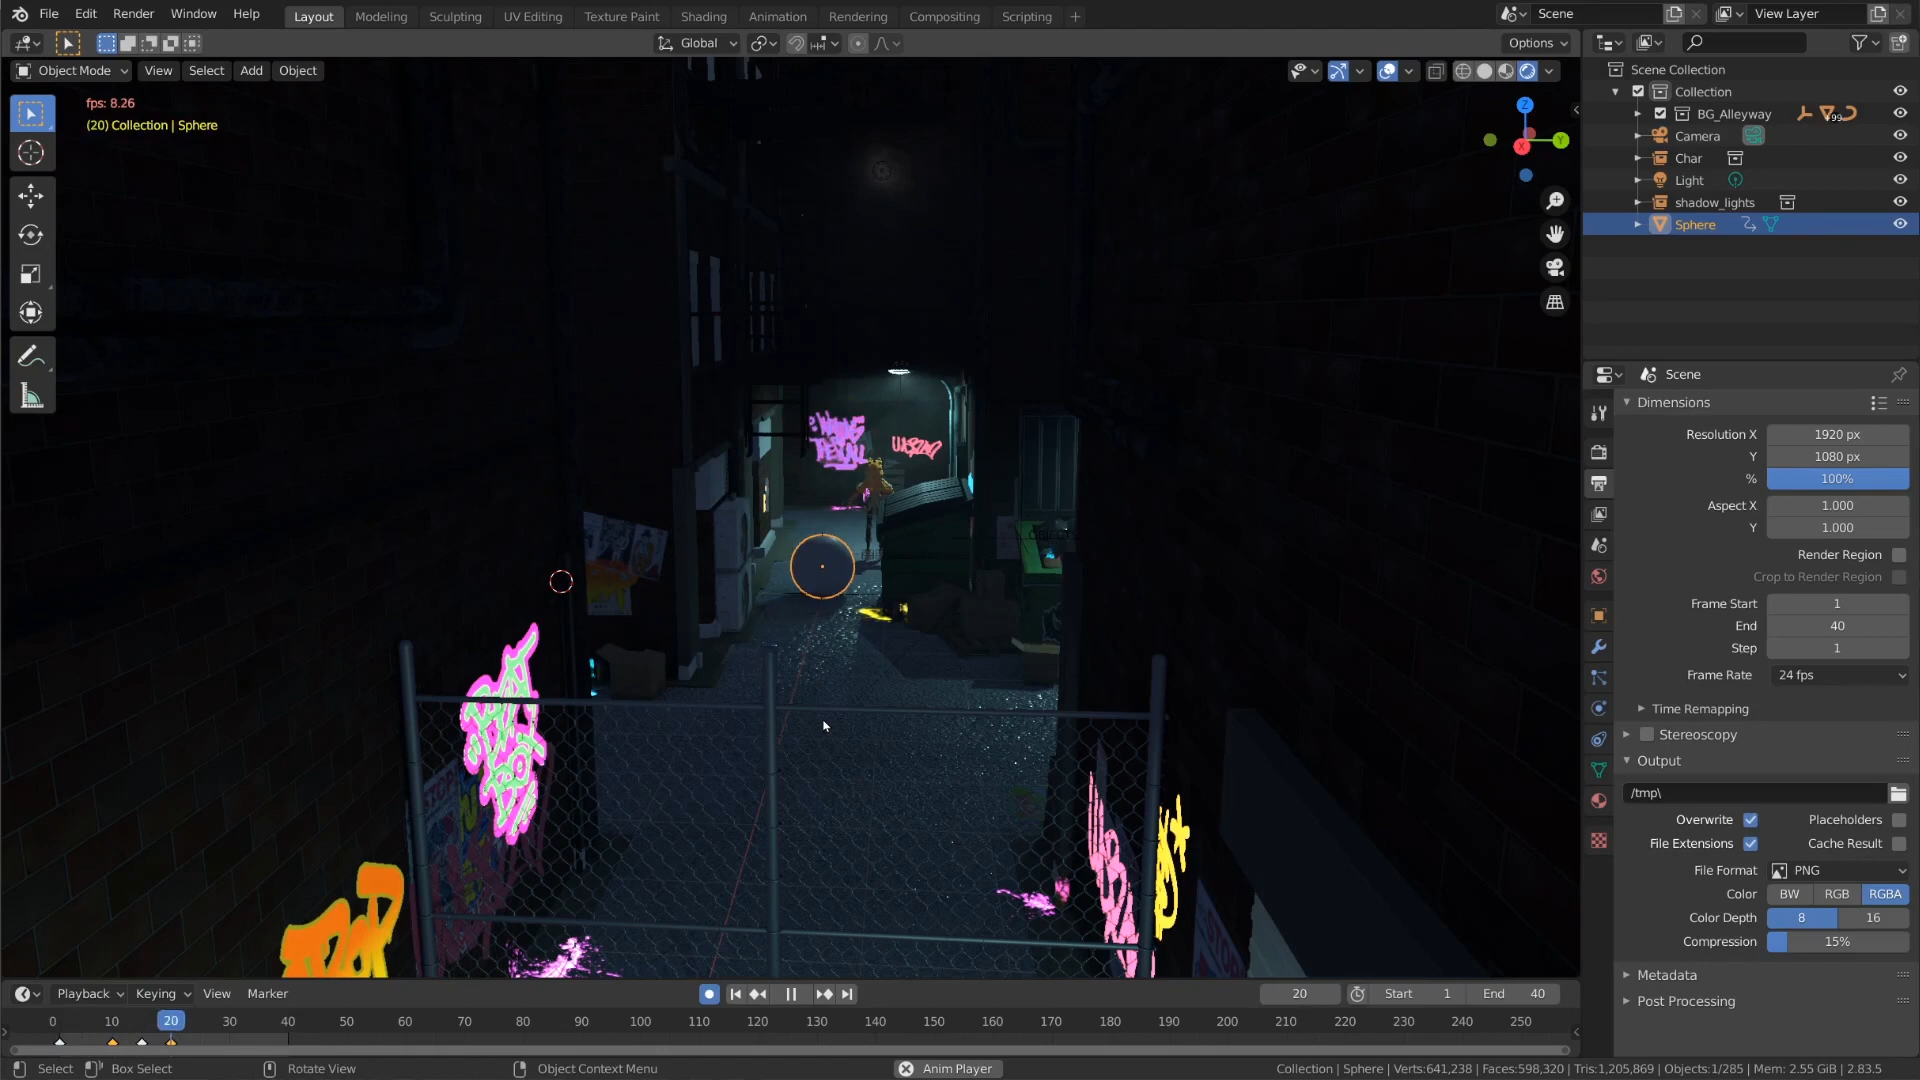 File Edit Render Window Help
Layout Modeling Sculpting UV Editing Texture Paint Shading Animation Rendering Compositing Scripting +
Scene
View Layer
Global
Options
Object Mode View Select Add Object
fps: 8.26
(20) Collection | Sphere
Z
Y
X
Scene Collection
Collection
BG_Alleyway
+99
Camera
Char
Light
shadow_lights
Sphere
Scene
Dimensions
Resolution X 1920 px
Y 1080 px
% 100%
Aspect X 1.000
Y 1.000
Render Region
Crop to Render Region
Frame Start 1
End 40
Step 1
Frame Rate 24 fps
Time Remapping
Stereoscopy
Output
/tmp\
Overwrite Placeholders
File Extensions Cache Result
File Format PNG
Color BW RGB RGBA
Color Depth 8 16
Compression 15%
Metadata
Post Processing
Playback Keying View Marker
20 Start 1 End 40
0 10 20 30 40 50 60 70 80 90 100 110 120 130 140 150 160 170 180 190 200 210 220 230 240 250
Select Box Select Rotate View Object Context Menu Anim Player Collection | Sphere | Verts:641,238 | Faces:598,320 | Tris:1,205,869 | Objects:1/285 | Mem: 2.55 GiB | 2.83.5